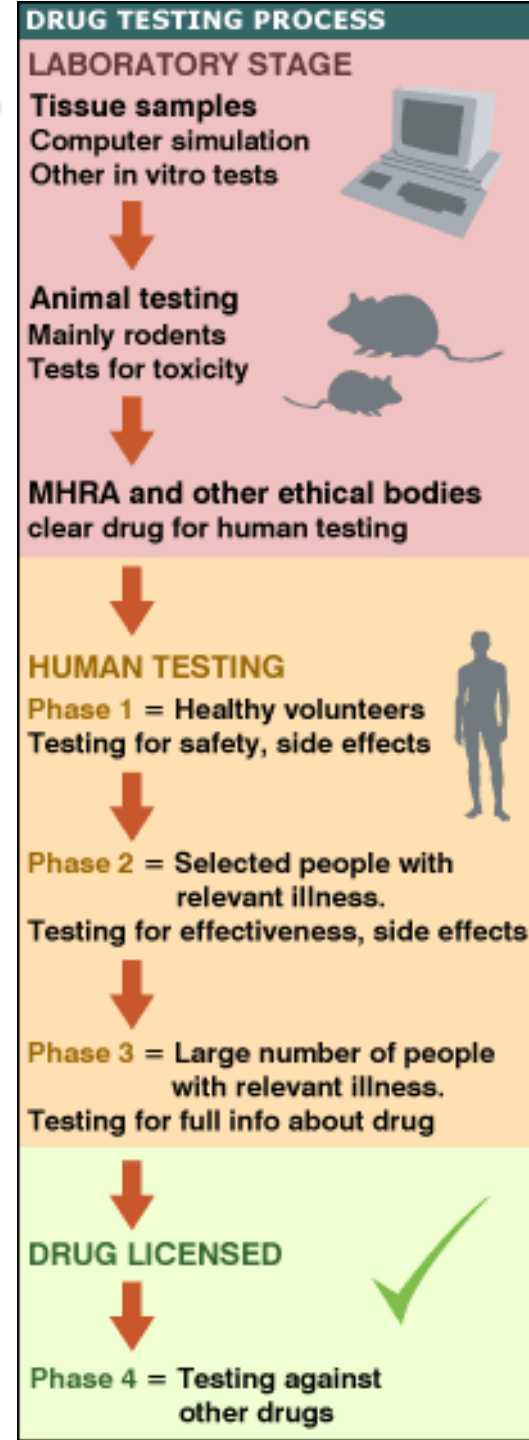 DRUG TESTING PROCESS
LABORATORY STAGE
Tissue samples
Computer simulation
Other in vitro tests
Animal testing
Mainly rodents
Tests for toxicity
MHRA and other ethical bodies
clear drug for human testing
HUMAN TESTING
Phase 1 = Healthy volunteers
Testing for safety, side effects
Phase 2 = Selected people with
relevant illness.
Testing for effectiveness, side effects
Phase 3 = Large number of people
with relevant illness.
Testing for full info about drug
DRUG LICENSED
Phase 4 = Testing against
other drugs